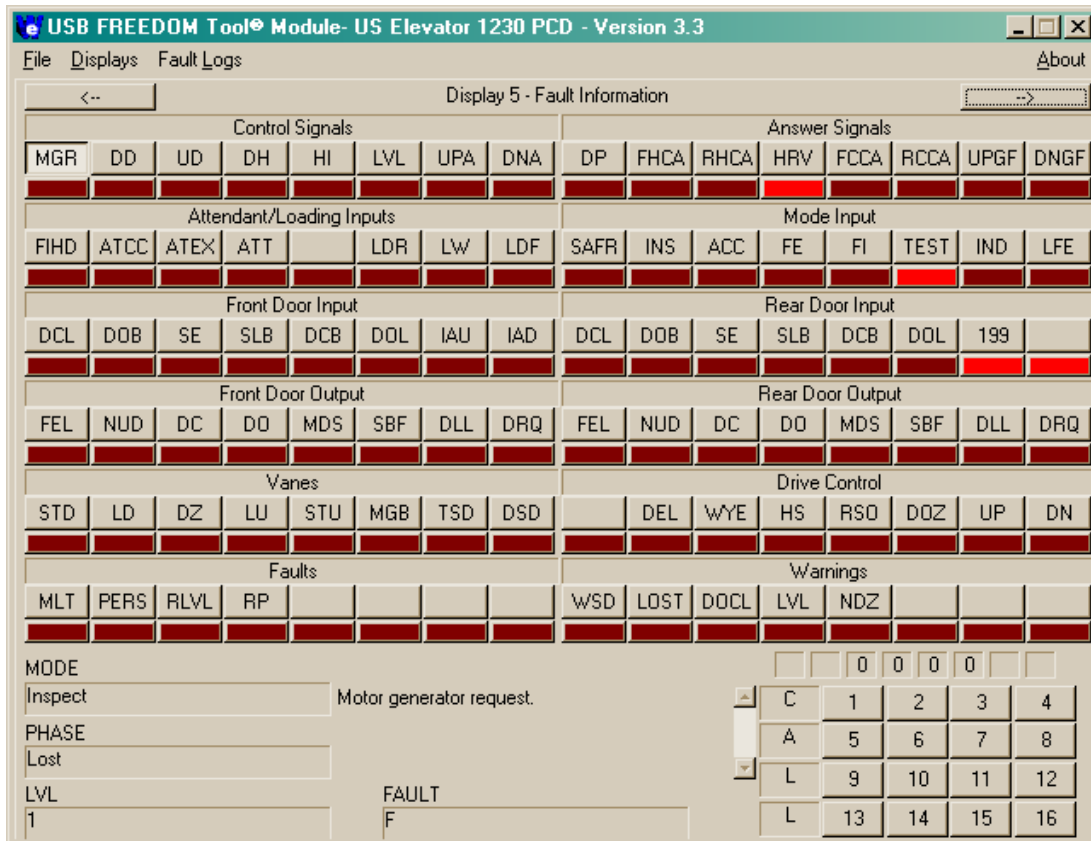 USB FREEDOM Tool® Module- US Elevator 1230 PCD - Version 3.3
File Displays Fault Logs About
<-- Display 5 - Fault Information -->
Control Signals Answer Signals
MGR DD UD DH HI LVL UPA DNA DP FHCA RHCA HRV FCCA RCCA UPGF DNGF
Attendant/Loading Inputs Mode Input
FIHD ATCC ATEX ATT LDR LW LDF SAFR INS ACC FE FI TEST IND LFE
Front Door Input Rear Door Input
DCL DOB SE SLB DCB DOL IAU IAD DCL DOB SE SLB DCB DOL 199
Front Door Output Rear Door Output
FEL NUD DC DO MDS SBF DLL DRQ FEL NUD DC DO MDS SBF DLL DRQ
Vanes Drive Control
STD LD DZ LU STU MGB TSD DSD DEL WYE HS RSO DOZ UP DN
Faults Warnings
MLT PERS RLVL RP WSD LOST DOCL LVL NDZ
MODE 0 0 0 0
Inspect Motor generator request. C 1 2 3 4
PHASE A 5 6 7 8
Lost L 9 10 11 12
LVL FAULT
1 F L 13 14 15 16